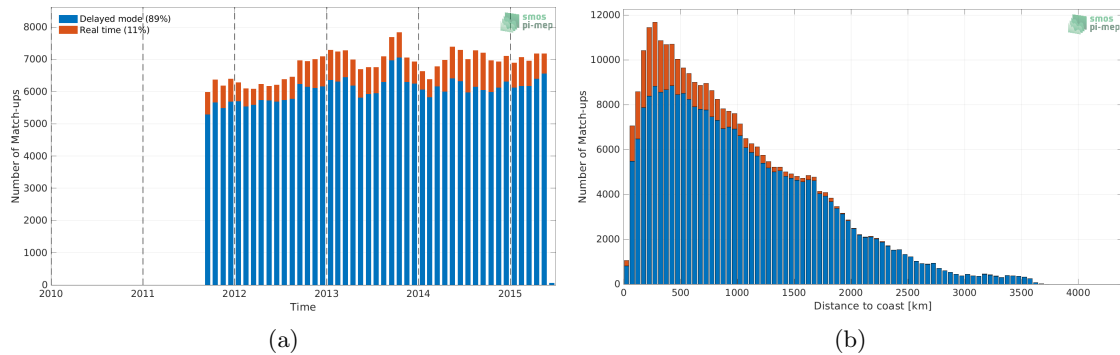 Delayed mode (89%)
Real time (11%)
smos
pi-mep
8000
7000
6000
5000
4000
3000
2000
1000
0
Number of Match-ups
2010 2011 2012 2013 2014 2015
Time
(a)
smos
pi-mep
12000
10000
8000
6000
4000
2000
0
Number of Match-ups
0 500 1000 1500 2000 2500 3000 3500 4000
Distance to coast [km]
(b)